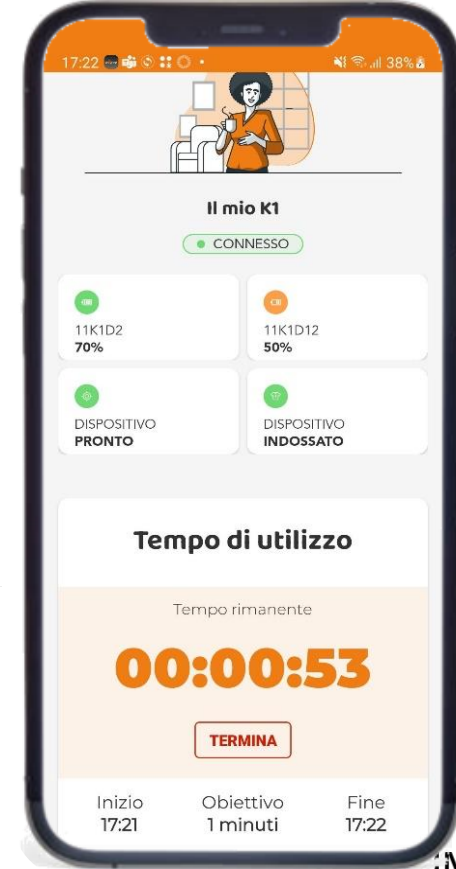 17:22 38%
Il mio K1
CONNESSO
11K1D2
70%
11K1D12
50%
DISPOSITIVO
PRONTO
DISPOSITIVO
INDOSSATO
Tempo di utilizzo
Tempo rimanente
00:00:53
TERMINA
Inizio Obiettivo Fine
17:21 1 minuti 17:22